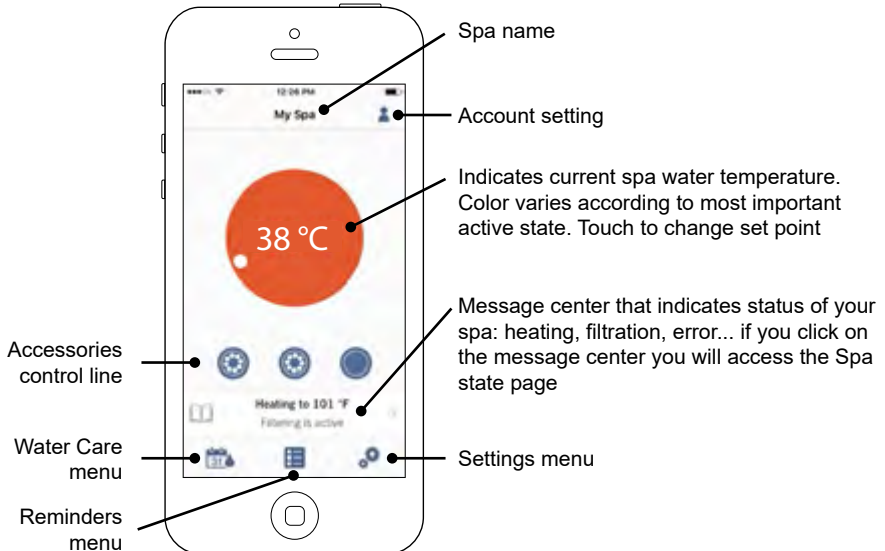 Spa name
12:26 PM
My Spa
Account setting
Indicates current spa water temperature.
Color varies according to most important
active state. Touch to change set point
38 °C
Message center that indicates status of your
spa: heating, filtration, error... if you click on
the message center you will access the Spa
state page
Accessories
control line
Heating to 101 °F
Filtering is active
Water Care
menu
31
Settings menu
Reminders
menu